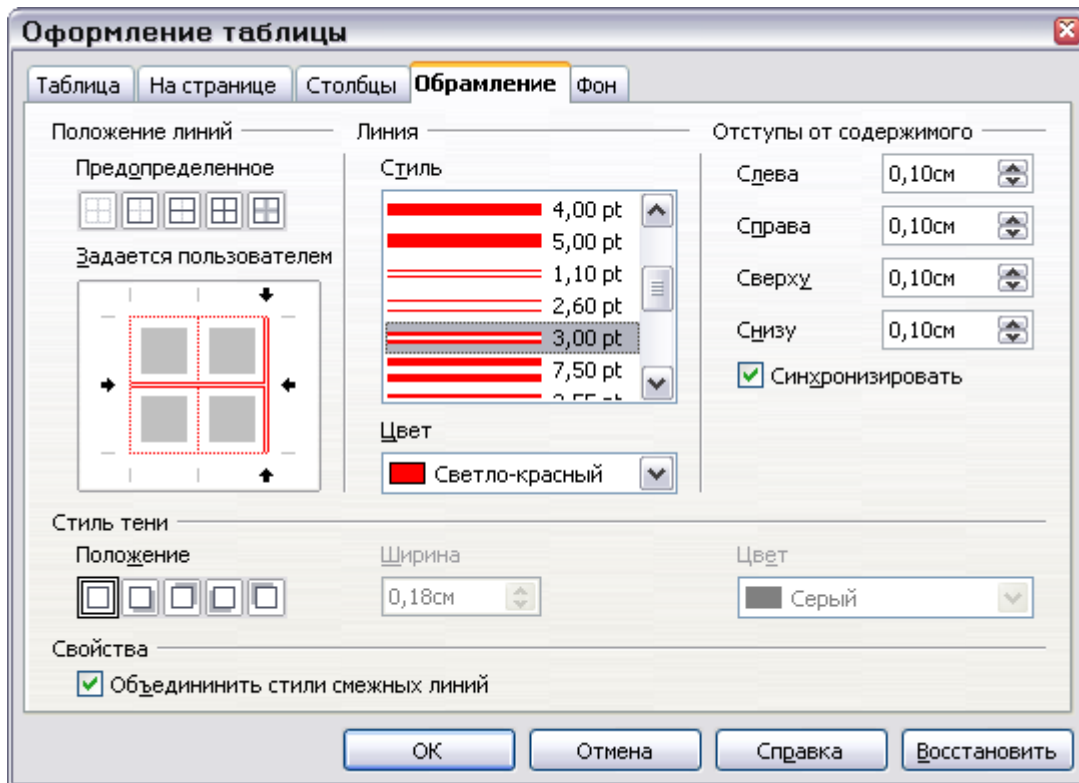 Оформление таблицы
Таблица На странице Столбцы Обрамление Фон
Положение линий Линия Отступы от содержимого
Предопределенное Стиль Слева 0,10см
4,00 pt
5,00 pt Справа 0,10см
Задается пользователем 1,10 pt Сверху 0,10см
2,60 pt
3,00 pt Снизу 0,10см
7,50 pt Синхронизировать
Цвет
Светло-красный
Стиль тени
Положение Ширина Цвет
0,18см Серый
Свойства
Объедининить стили смежных линий
ОК Отмена Справка Восстановить